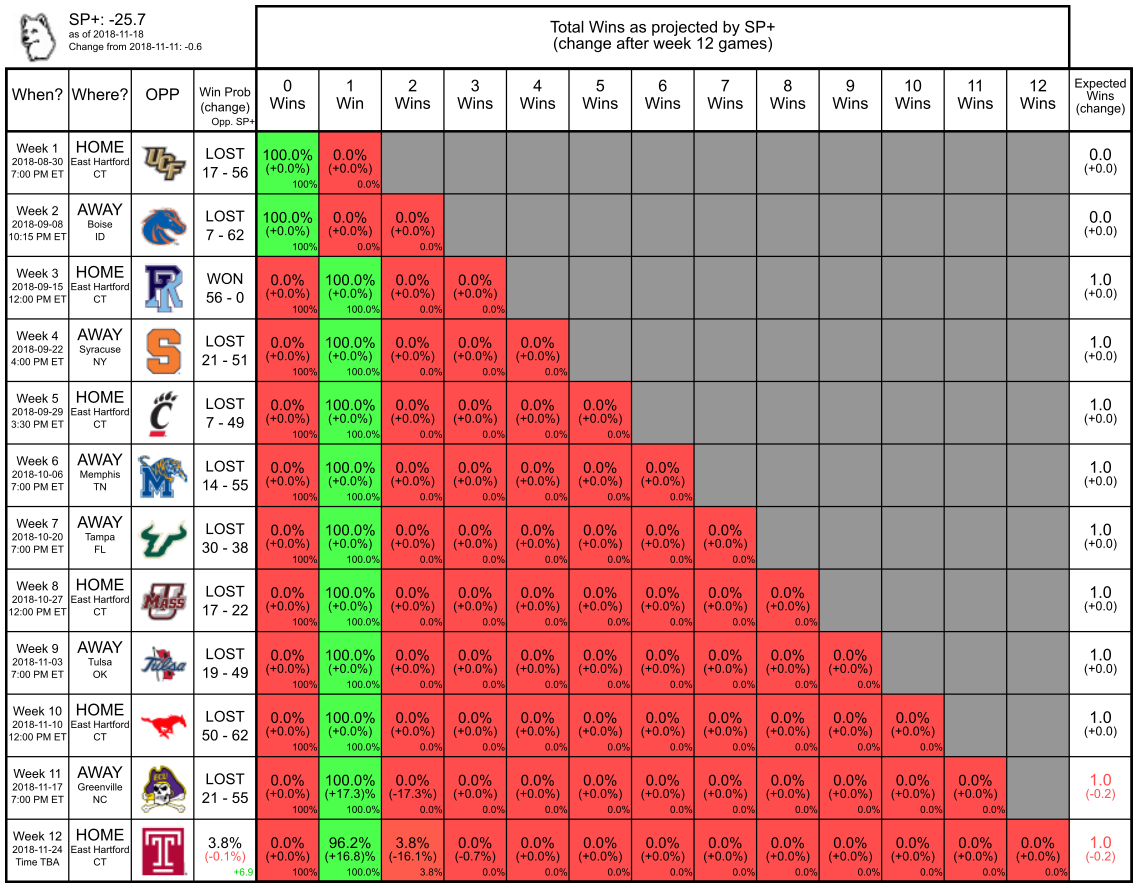 SP+: -25.7
as of 2018-11-18
Change from 2018-11-11: -0.6
Total Wins as projected by SP+
(change after week 12 games)
When? Where? OPP Win Prob (change) Opp. SP+ 0 Wins 1 Win 2 Wins 3 Wins 4 Wins 5 Wins 6 Wins 7 Wins 8 Wins 9 Wins 10 Wins 11 Wins 12 Wins Expected Wins (change)
Week 1 HOME UCF LOST 100.0% 0.0% 0.0
2018-08-30 East Hartford (+0.0%) (+0.0%) (+0.0)
7:00 PM ET CT 17 - 56 100% 0.0%
Week 2 AWAY LOST 100.0% 0.0% 0.0% 0.0
2018-09-08 Boise (+0.0%) (+0.0%) (+0.0%) (+0.0)
10:15 PM ET ID 7 - 62 100% 0.0% 0.0%
Week 3 HOME PR WON 0.0% 100.0% 0.0% 0.0% 1.0
2018-09-15 East Hartford (+0.0%) (+0.0%) (+0.0%) (+0.0%) (+0.0)
12:00 PM ET CT 56 - 0 100% 100.0% 0.0% 0.0%
Week 4 AWAY S LOST 0.0% 100.0% 0.0% 0.0% 0.0% 1.0
2018-09-22 Syracuse (+0.0%) (+0.0%) (+0.0%) (+0.0%) (+0.0%) (+0.0)
4:00 PM ET NY 21 - 51 100% 100.0% 0.0% 0.0% 0.0%
Week 5 HOME C LOST 0.0% 100.0% 0.0% 0.0% 0.0% 0.0% 1.0
2018-09-29 East Hartford (+0.0%) (+0.0%) (+0.0%) (+0.0%) (+0.0%) (+0.0%) (+0.0)
3:30 PM ET CT 7 - 49 100% 100.0% 0.0% 0.0% 0.0% 0.0%
Week 6 AWAY M LOST 0.0% 100.0% 0.0% 0.0% 0.0% 0.0% 0.0% 1.0
2018-10-06 Memphis (+0.0%) (+0.0%) (+0.0%) (+0.0%) (+0.0%) (+0.0%) (+0.0%) (+0.0)
7:00 PM ET TN 14 - 55 100% 100.0% 0.0% 0.0% 0.0% 0.0% 0.0%
Week 7 AWAY LOST 0.0% 100.0% 0.0% 0.0% 0.0% 0.0% 0.0% 0.0% 1.0
2018-10-20 Tampa (+0.0%) (+0.0%) (+0.0%) (+0.0%) (+0.0%) (+0.0%) (+0.0%) (+0.0%) (+0.0)
7:00 PM ET FL 30 - 38 100% 100.0% 0.0% 0.0% 0.0% 0.0% 0.0% 0.0%
Week 8 HOME UMASS LOST 0.0% 100.0% 0.0% 0.0% 0.0% 0.0% 0.0% 0.0% 0.0% 1.0
2018-10-27 East Hartford (+0.0%) (+0.0%) (+0.0%) (+0.0%) (+0.0%) (+0.0%) (+0.0%) (+0.0%) (+0.0%) (+0.0)
12:00 PM ET CT 17 - 22 100% 100.0% 0.0% 0.0% 0.0% 0.0% 0.0% 0.0% 0.0%
Week 9 AWAY Tulsa LOST 0.0% 100.0% 0.0% 0.0% 0.0% 0.0% 0.0% 0.0% 0.0% 0.0% 1.0
2018-11-03 Tulsa (+0.0%) (+0.0%) (+0.0%) (+0.0%) (+0.0%) (+0.0%) (+0.0%) (+0.0%) (+0.0%) (+0.0%) (+0.0)
7:00 PM ET OK 19 - 49 100% 100.0% 0.0% 0.0% 0.0% 0.0% 0.0% 0.0% 0.0% 0.0%
Week 10 HOME LOST 0.0% 100.0% 0.0% 0.0% 0.0% 0.0% 0.0% 0.0% 0.0% 0.0% 0.0% 1.0
2018-11-10 East Hartford (+0.0%) (+0.0%) (+0.0%) (+0.0%) (+0.0%) (+0.0%) (+0.0%) (+0.0%) (+0.0%) (+0.0%) (+0.0%) (+0.0)
12:00 PM ET CT 50 - 62 100% 100.0% 0.0% 0.0% 0.0% 0.0% 0.0% 0.0% 0.0% 0.0% 0.0%
Week 11 AWAY ECU LOST 0.0% 100.0% 0.0% 0.0% 0.0% 0.0% 0.0% 0.0% 0.0% 0.0% 0.0% 0.0% 1.0
2018-11-17 Greenville (+0.0%) (+17.3)% (-17.3%) (+0.0%) (+0.0%) (+0.0%) (+0.0%) (+0.0%) (+0.0%) (+0.0%) (+0.0%) (+0.0%) (-0.2)
7:00 PM ET NC 21 - 55 100% 100.0% 0.0% 0.0% 0.0% 0.0% 0.0% 0.0% 0.0% 0.0% 0.0% 0.0%
Week 12 HOME T 3.8% 0.0% 96.2% 3.8% 0.0% 0.0% 0.0% 0.0% 0.0% 0.0% 0.0% 0.0% 0.0% 0.0% 1.0
2018-11-24 East Hartford (-0.1%) (+0.0%) (+16.8)% (-16.1%) (-0.7%) (+0.0%) (+0.0%) (+0.0%) (+0.0%) (+0.0%) (+0.0%) (+0.0%) (+0.0%) (+0.0%) (-0.2)
Time TBA CT +6.9 100% 100.0% 3.8% 0.0% 0.0% 0.0% 0.0% 0.0% 0.0% 0.0% 0.0% 0.0% 0.0%